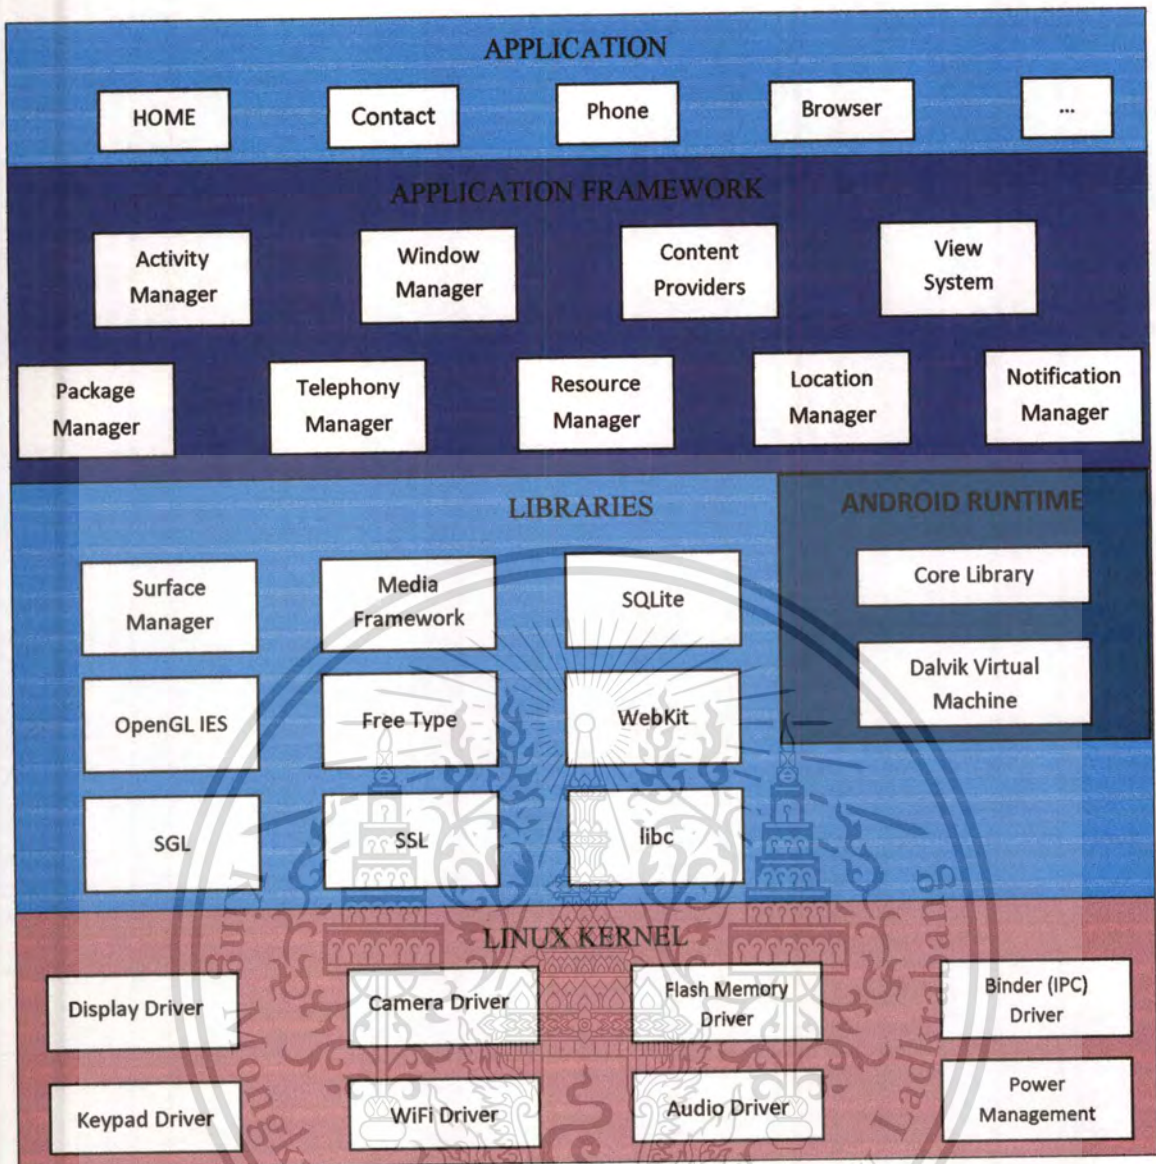 APPLICATION
HOME
Contact
Phone
Browser
...
APPLICATION FRAMEWORK
Activity
Manager
Window
Manager
Content
Providers
View
System
Package
Manager
Telephony
Manager
Resource
Manager
Location
Manager
Notification
Manager
LIBRARIES
Surface
Manager
Media
Framework
SQLite
OpenGL IES
Free Type
WebKit
SGL
SSL
libc
ANDROID RUNTIME
Core Library
Dalvik Virtual
Machine
LINUX KERNEL
Display Driver
Camera Driver
Flash Memory
Driver
Binder (IPC)
Driver
Keypad Driver
WiFi Driver
Audio Driver
Power
Management
King Mongk
Ladkrabang